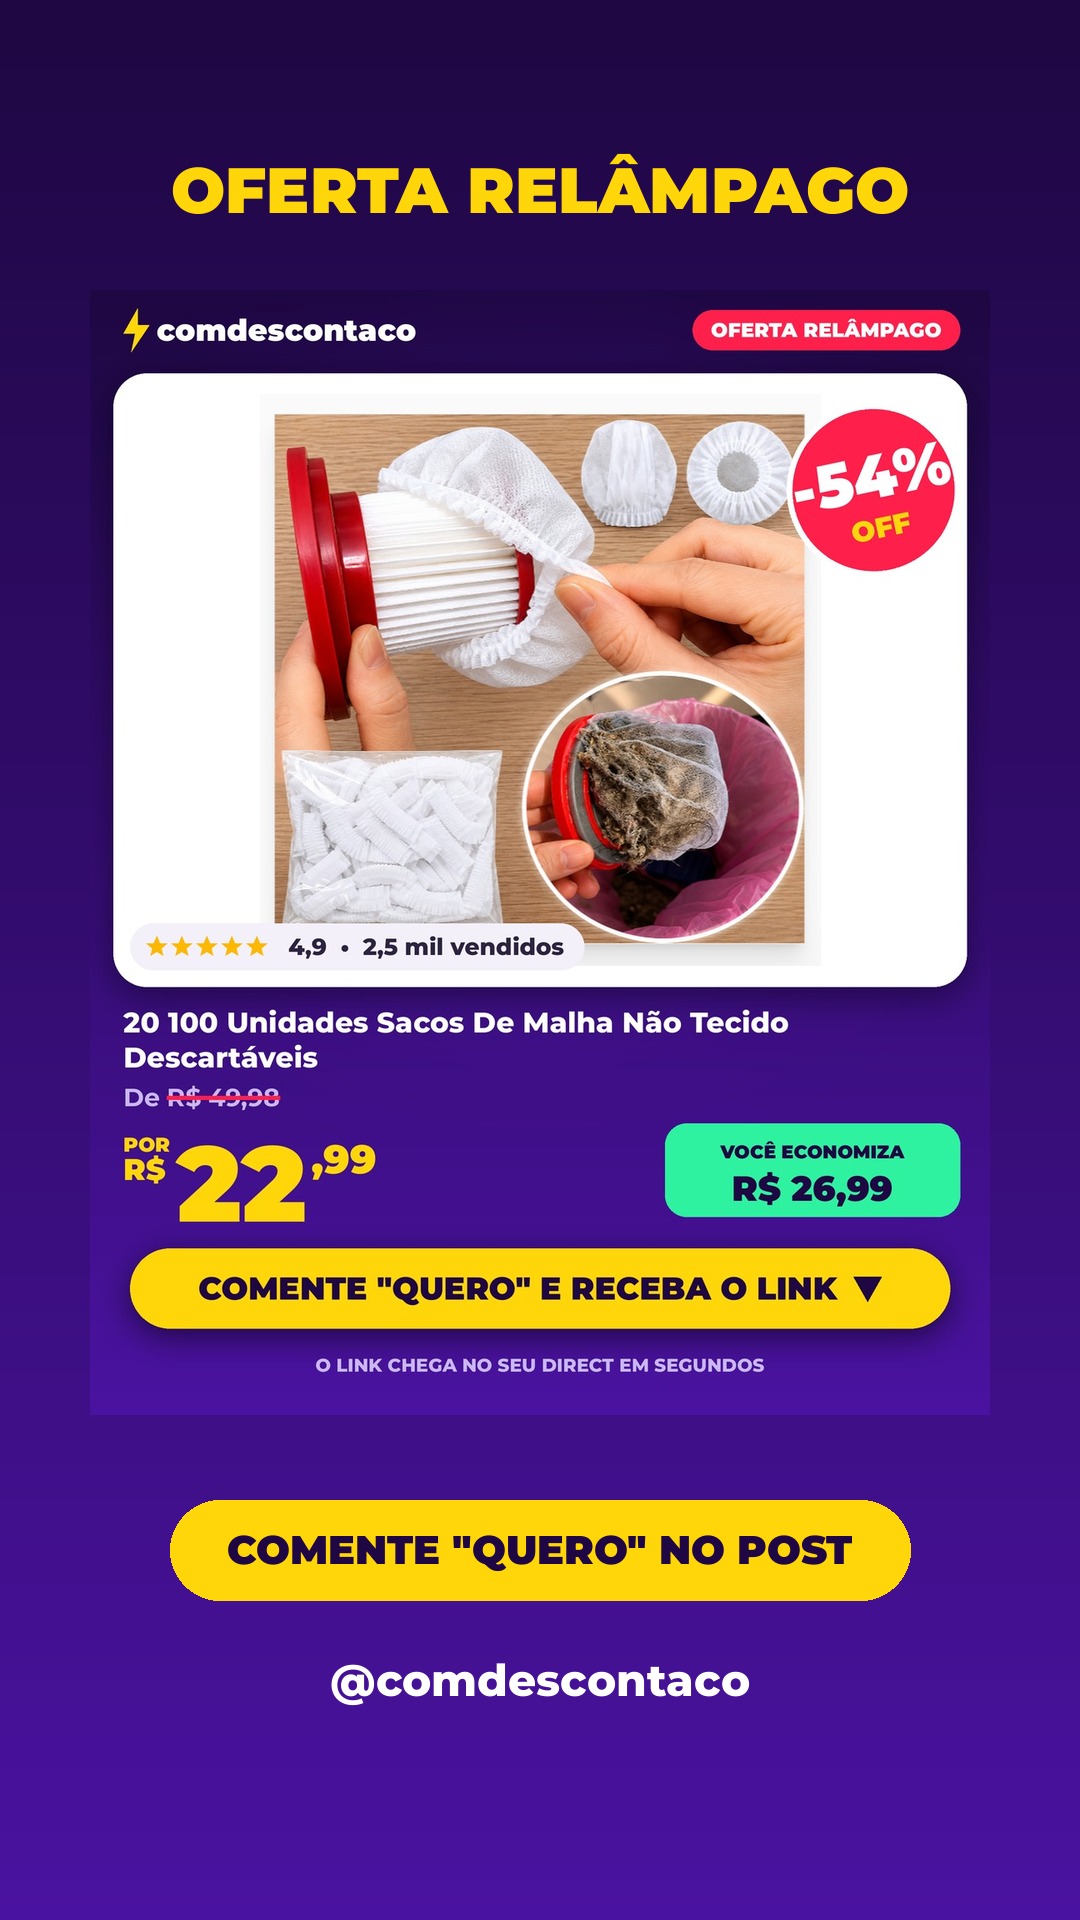 OFERTA RELÂMPAGO
comdescontaco
OFERTA RELÂMPAGO
-54%
OFF
4,9 • 2,5 mil vendidos
20 100 Unidades Sacos De Malha Não Tecido
Descartáveis
De R$ 49,98
POR
R$ 22,99
VOCÊ ECONOMIZA
R$ 26,99
COMENTE "QUERO" E RECEBA O LINK ▼
O LINK CHEGA NO SEU DIRECT EM SEGUNDOS
COMENTE "QUERO" NO POST
@comdescontaco